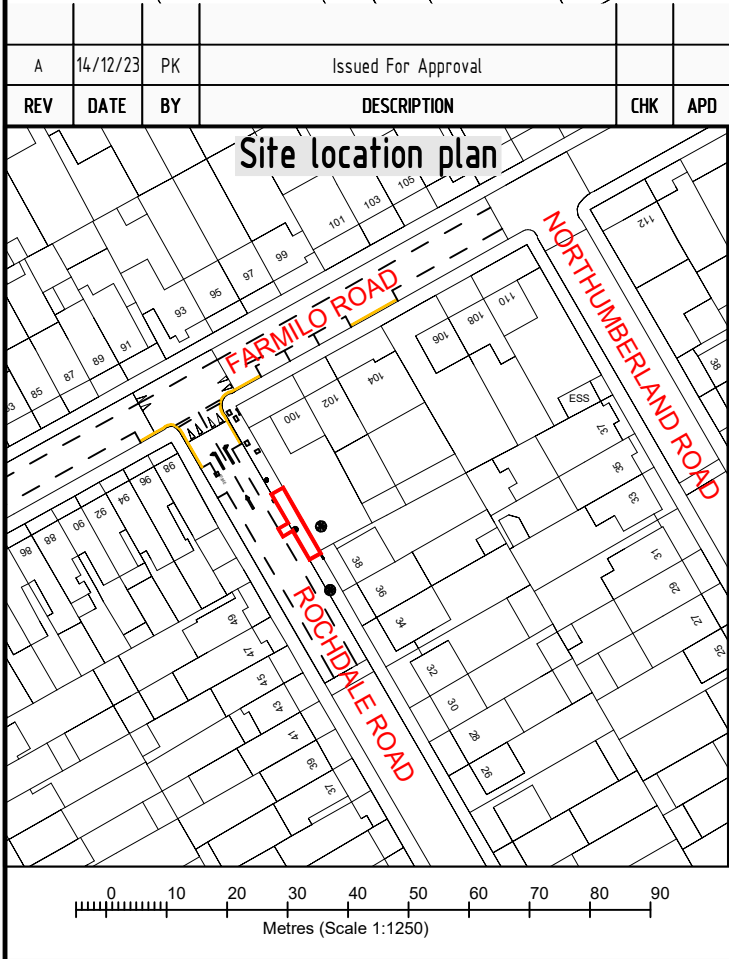 A 14/12/23 PK Issued For Approval
REV DATE BY DESCRIPTION CHK APD
Site location plan
101 103 105
93 95 97 99
83 85 87 89 91
FARMILO ROAD
NORTHUMBERLAND ROAD
112
106 108 110
100 102 104
38
ESS
37
35
33
31
29
27
25
86 88 90 92 94 96 98
38
36
34
32
30
28
26
ROCHDALE ROAD
49
47
45
43
41
39
37
0 10 20 30 40 50 60 70 80 90
Metres (Scale 1:1250)